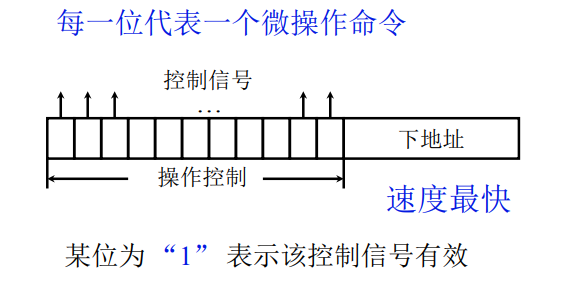 每一位代表一个微操作命令
控制信号
…
下地址
操作控制
速度最快
某位为“1”表示该控制信号有效